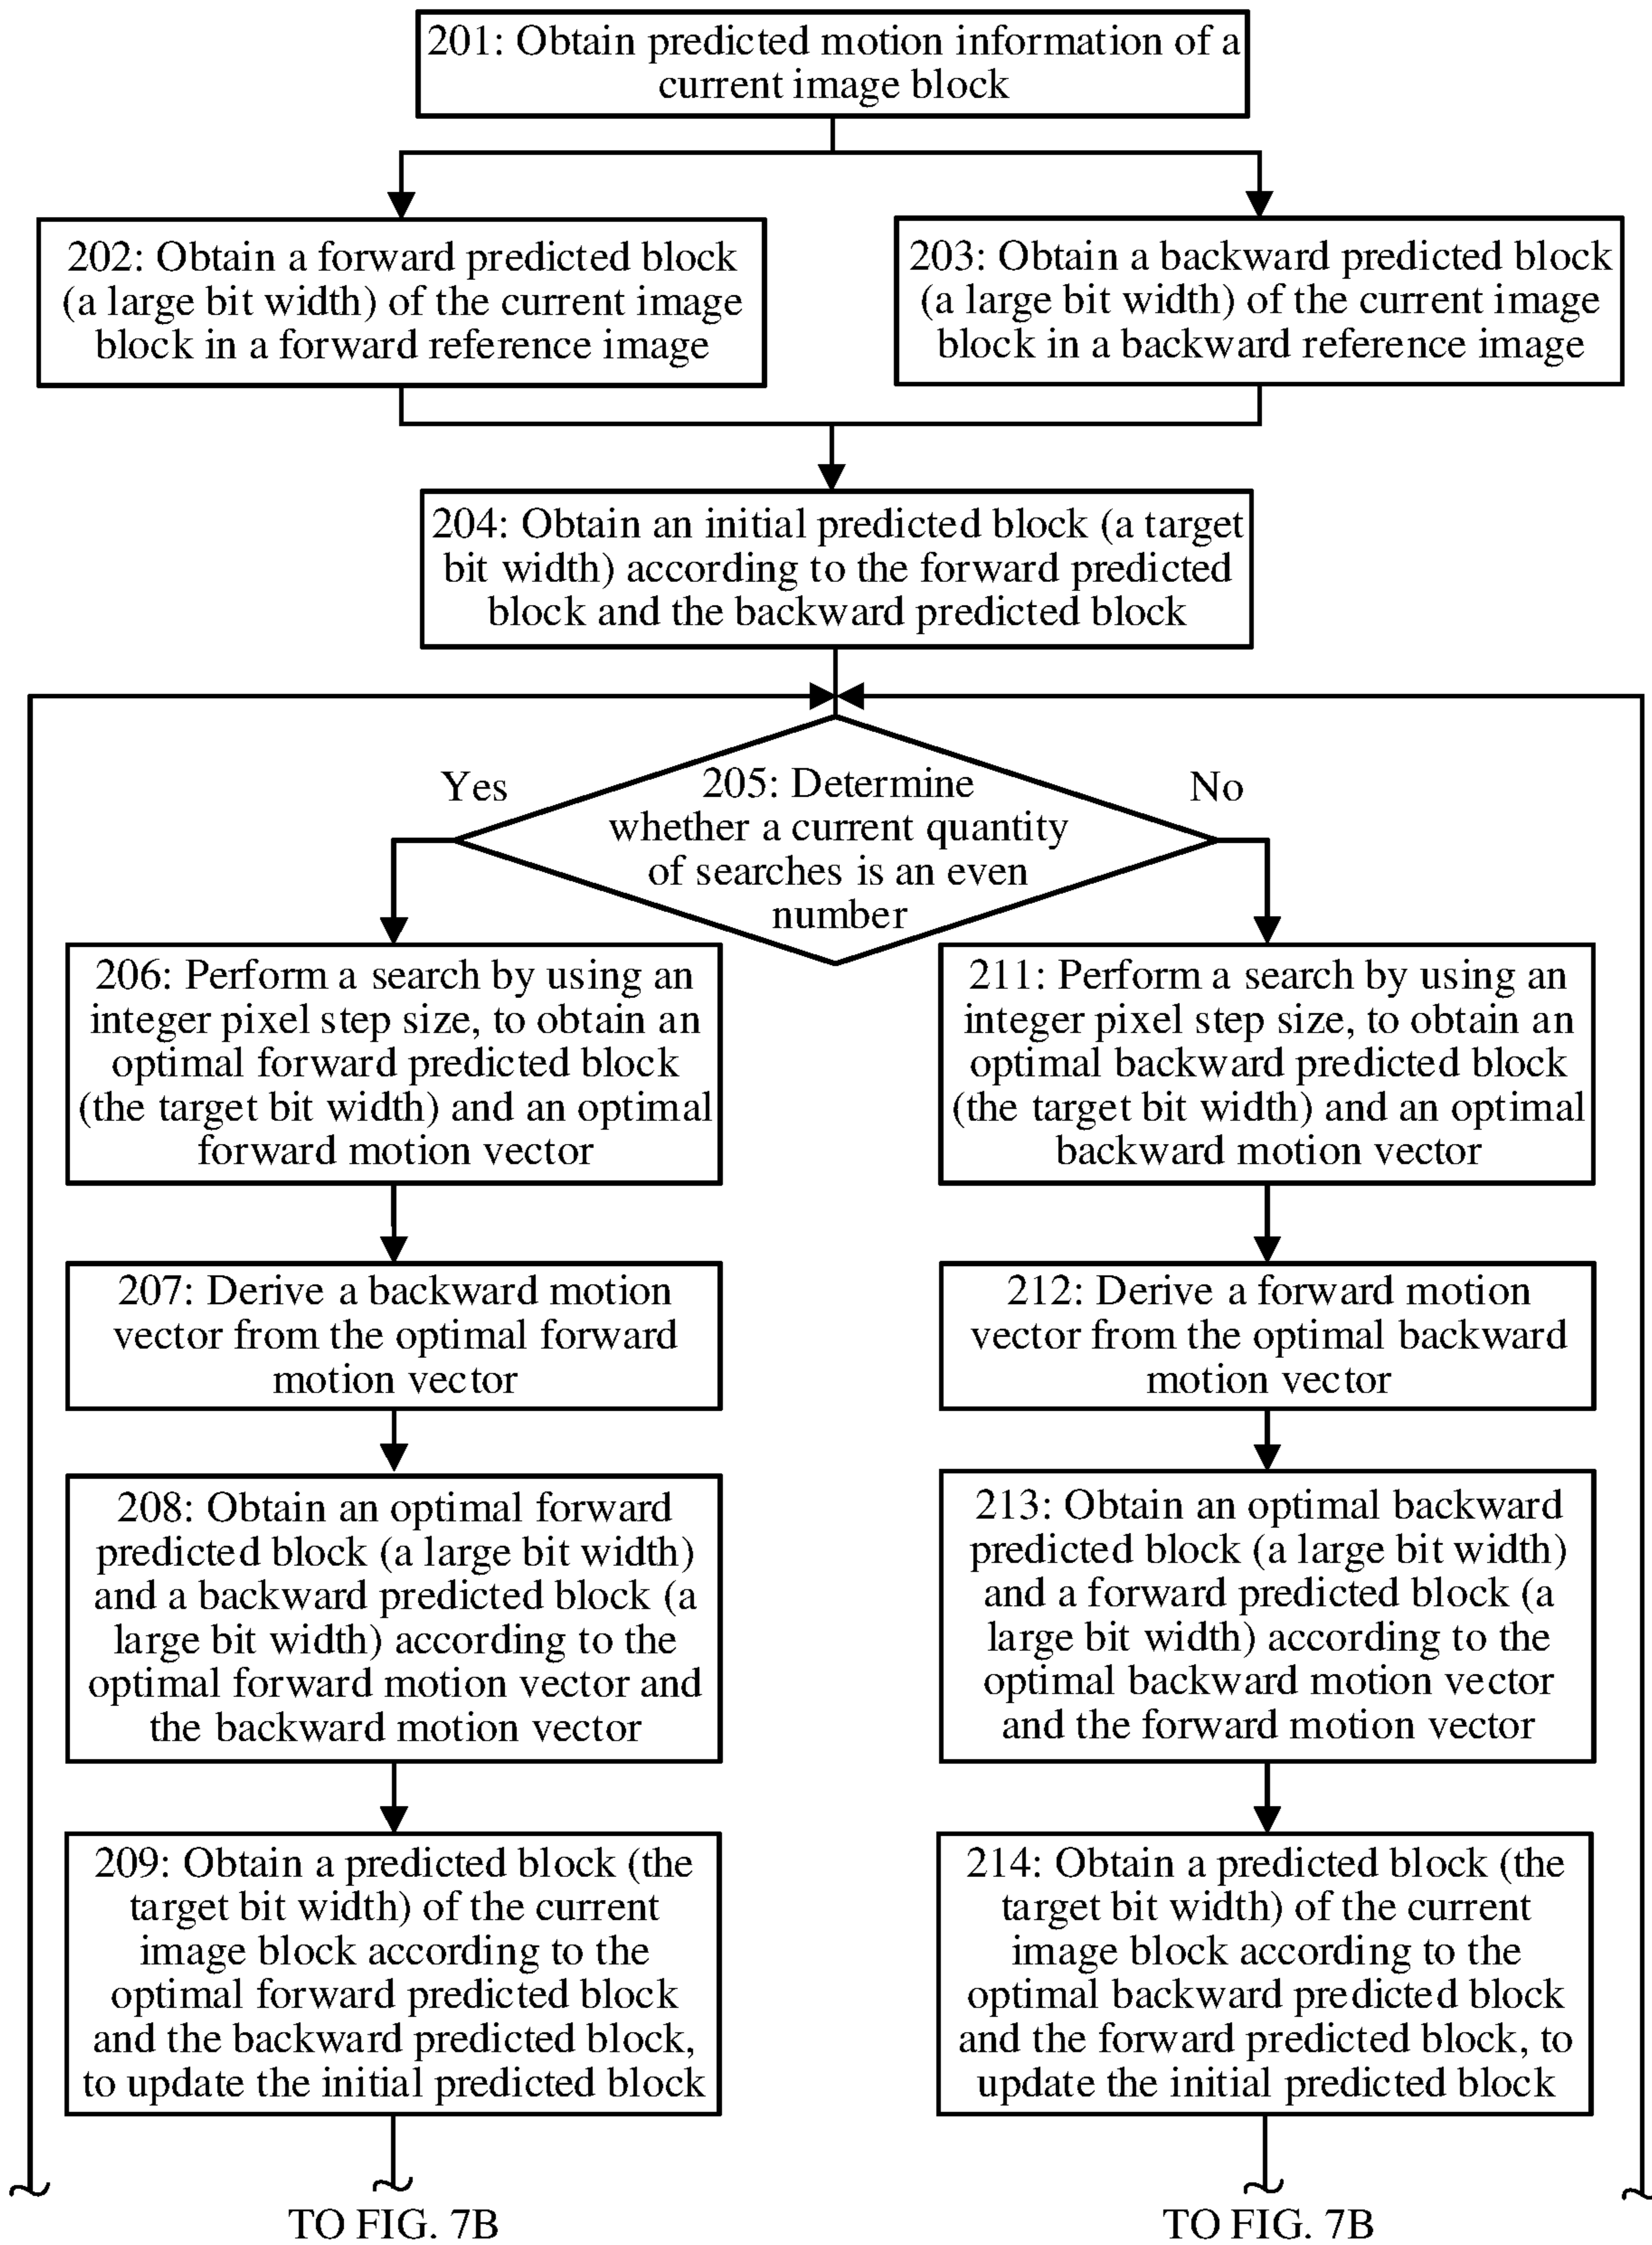 201: Obtain predicted motion information of a
current image block
202: Obtain a forward predicted block
(a large bit width) of the current image
block in a forward reference image
203: Obtain a backward predicted block
(a large bit width) of the current image
block in a backward reference image
204: Obtain an initial predicted block (a target
bit width) according to the forward predicted
block and the backward predicted block
Yes
205: Determine
whether a current quantity
of searches is an even
number
No
206: Perform a search by using an
integer pixel step size, to obtain an
optimal forward predicted block
(the target bit width) and an optimal
forward motion vector
207: Derive a backward motion
vector from the optimal forward
motion vector
208: Obtain an optimal forward
predicted block (a large bit width)
and a backward predicted block (a
large bit width) according to the
optimal forward motion vector and
the backward motion vector
209: Obtain a predicted block (the
target bit width) of the current
image block according to the
optimal forward predicted block
and the backward predicted block,
to update the initial predicted block
TO FIG. 7B
211: Perform a search by using an
integer pixel step size, to obtain an
optimal backward predicted block
(the target bit width) and an optimal
backward motion vector
212: Derive a forward motion
vector from the optimal backward
motion vector
213: Obtain an optimal backward
predicted block (a large bit width)
and a forward predicted block (a
large bit width) according to the
optimal backward motion vector
and the forward motion vector
214: Obtain a predicted block (the
target bit width) of the current
image block according to the
optimal backward predicted block
and the forward predicted block, to
update the initial predicted block
TO FIG. 7B